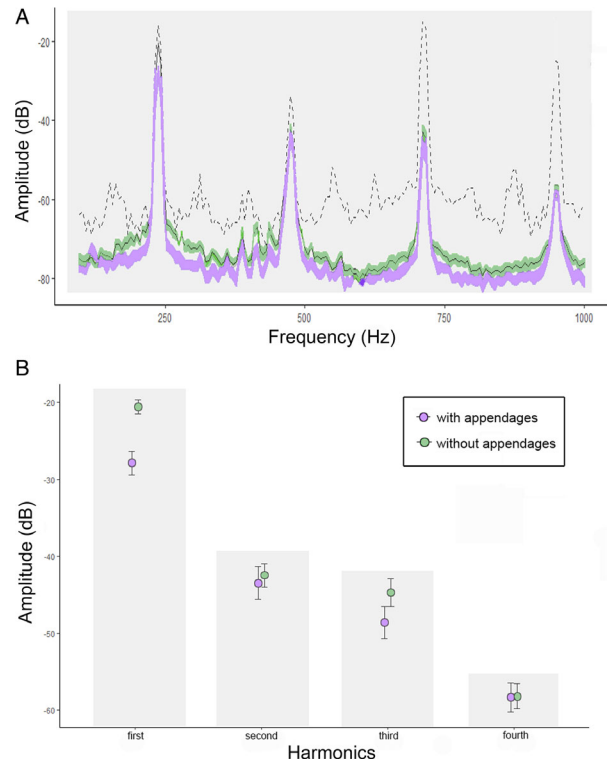 A
-20
-40
-60
-80
Amplitude (dB)
250
500
750
1000
Frequency (Hz)
B
-20
-30
-40
-50
-60
Amplitude (dB)
with appendages
without appendages
first
second
third
fourth
Harmonics